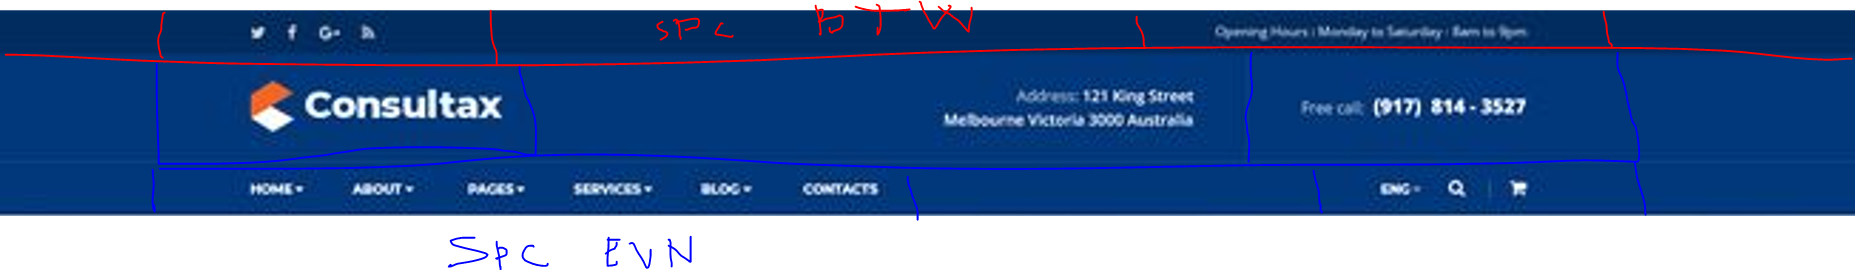 SPC BTW
Opening Hours : Monday to Saturday - 8am to 9pm
Consultax
Address: 121 King Street
Melbourne Victoria 3000 Australia
Free call: (917) 814 - 3527
HOME ABOUT PAGES SERVICES BLOG CONTACTS ENG
SPC EVN